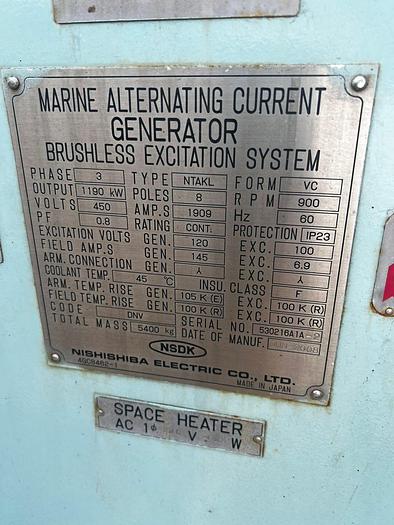 MARINE ALTERNATING CURRENT
GENERATOR
BRUSHLESS EXCITATION SYSTEM
PHASE 3 TYPE NTAKL FORM VC
OUTPUT 1190 kW POLES 8 RPM 900
VOLTS 450 AMP.S 1909 Hz 60
PF 0.8 RATING CONT. PROTECTION IP23
EXCITATION VOLTS GEN. 120 EXC. 100
FIELD AMP.S GEN. 145 EXC. 6.9
ARM. CONNECTION GEN. EXC.
COOLANT TEMP. 45 °C INSU. CLASS F
ARM. TEMP. RISE GEN. 105 K (E) EXC. 100 K (R)
FIELD TEMP. RISE GEN. 100 K (R) EXC. 100 K (R)
CODE DNV SERIAL NO. 530216A1A-2
TOTAL MASS 5400 kg DATE OF MANUF. 2008
NSDK
NISHISHIBA ELECTRIC CO., LTD.
4GC8462-1 MADE IN JAPAN
SPACE HEATER
AC 1φ V W